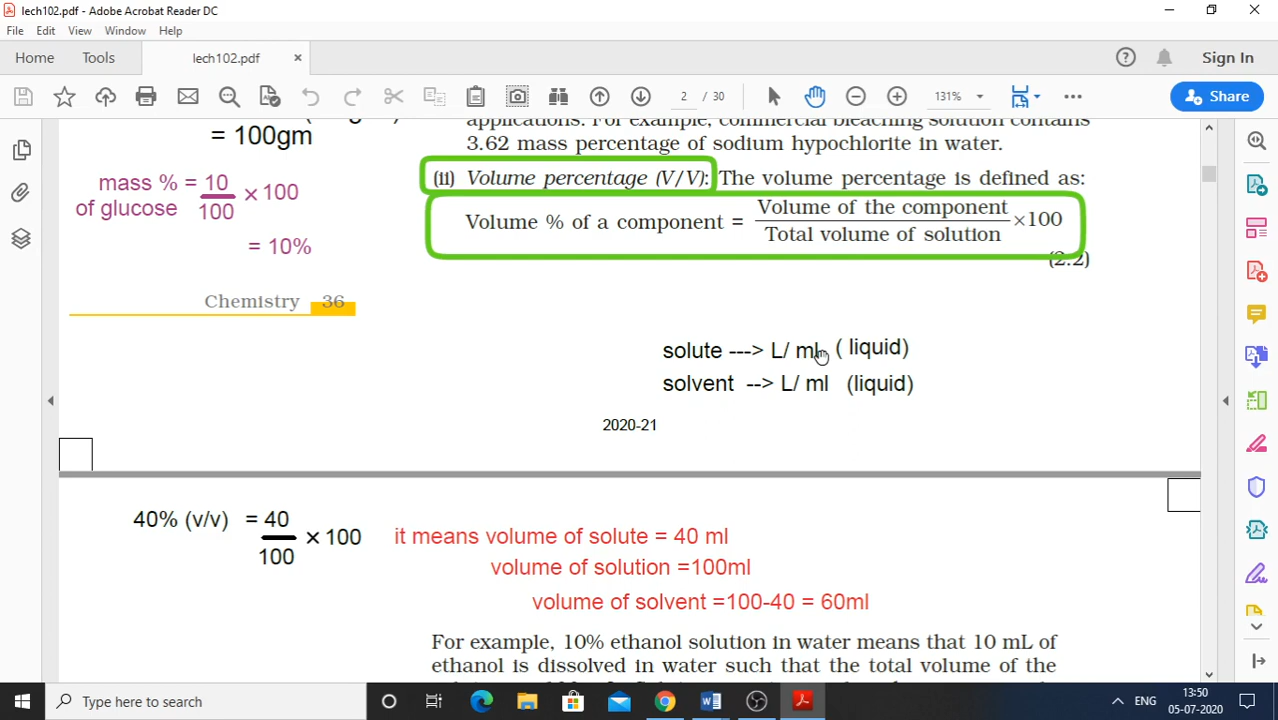 lech102.pdf - Adobe Acrobat Reader DC
File Edit View Window Help
Home Tools lech102.pdf × Sign In
2 / 30 131% Share
applications. For example, commercial bleaching solution contains
= 100gm
3.62 mass percentage of sodium hypochlorite in water.
mass % = 10 × 100
of glucose 100
= 10%
(ii) Volume percentage (V/V): The volume percentage is defined as:
Volume % of a component = Volume of the component ×100
Total volume of solution
(2.2)
Chemistry 36
solute ---> L/ ml ( liquid)
solvent --> L/ ml (liquid)
2020-21
40% (v/v) = 40 × 100
100
it means volume of solute = 40 ml
volume of solution =100ml
volume of solvent =100-40 = 60ml
For example, 10% ethanol solution in water means that 10 mL of
ethanol is dissolved in water such that the total volume of the
Type here to search
ENG 13:50
05-07-2020